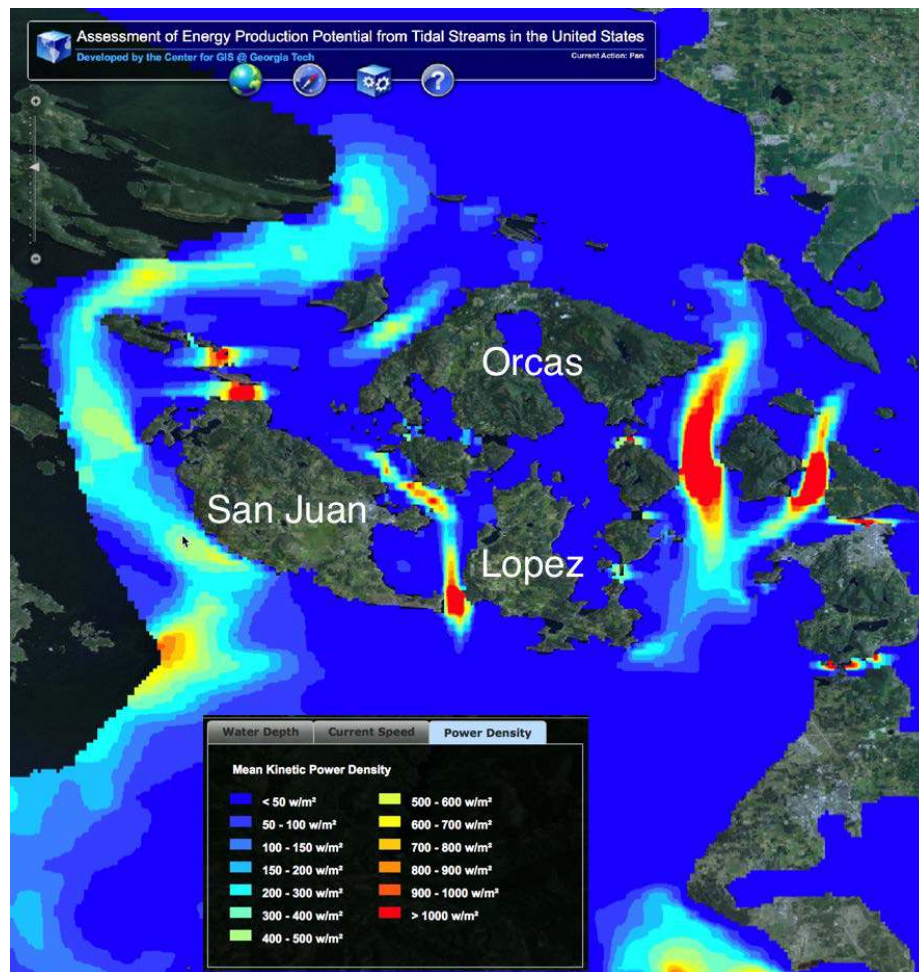 Assessment of Energy Production Potential from Tidal Streams in the United States
Developed by the Center for GIS @ Georgia Tech
Current Action: Pan
?
Orcas
San Juan
Lopez
Water Depth
Current Speed
Power Density
Mean Kinetic Power Density
< 50 w/m²
50 - 100 w/m²
100 - 150 w/m²
150 - 200 w/m²
200 - 300 w/m²
300 - 400 w/m²
400 - 500 w/m²
500 - 600 w/m²
600 - 700 w/m²
700 - 800 w/m²
800 - 900 w/m²
900 - 1000 w/m²
> 1000 w/m²